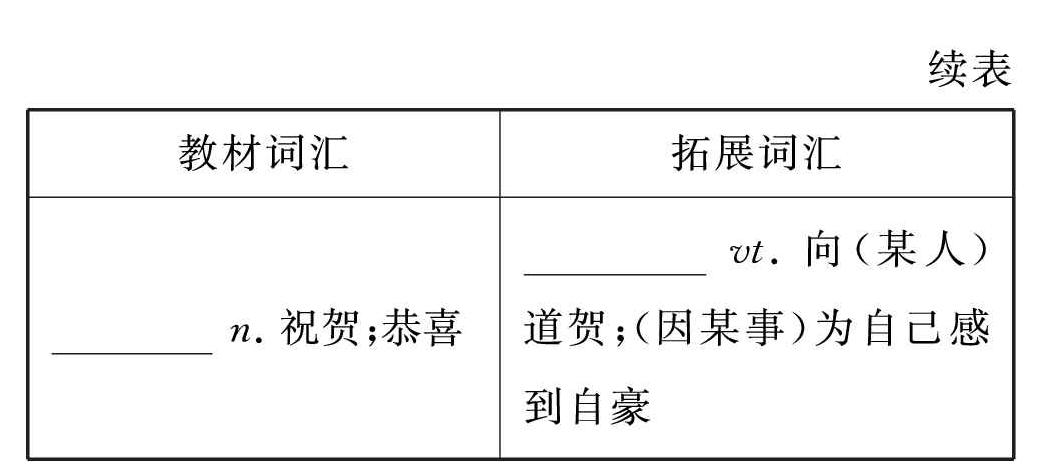 续表
教材词汇 拓展词汇
________ n. 祝贺;恭喜
________ vt. 向(某人)
道贺;(因某事)为自己感
到自豪